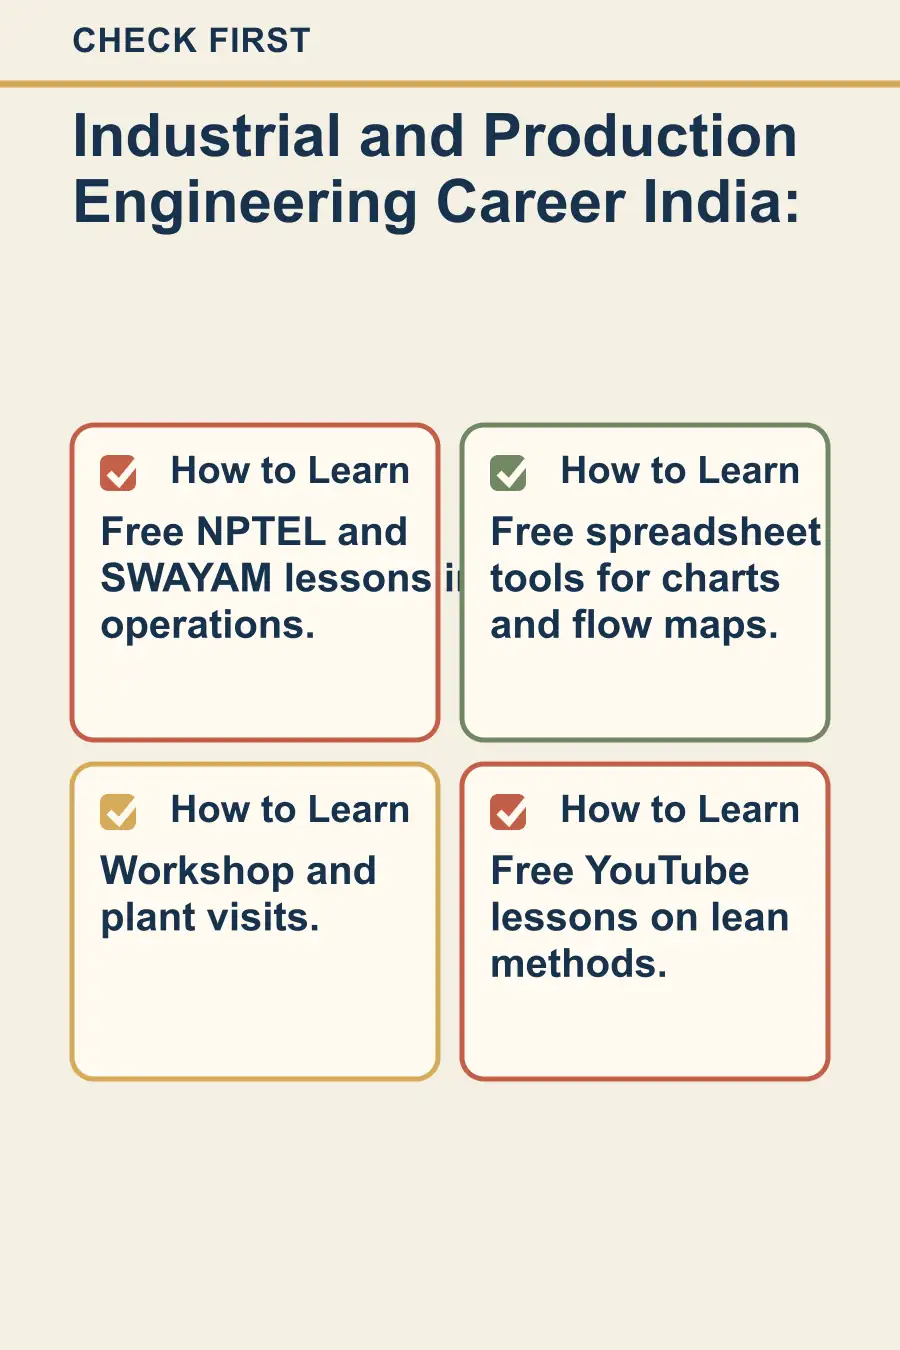 CHECK FIRST
Industrial and Production
Engineering Career India:
How to Learn
Free NPTEL and
SWAYAM lessons
operations.
How to Learn
Free spreadsheet
tools for charts
and flow maps.
How to Learn
Workshop and
plant visits.
How to Learn
Free YouTube
lessons on lean
methods.